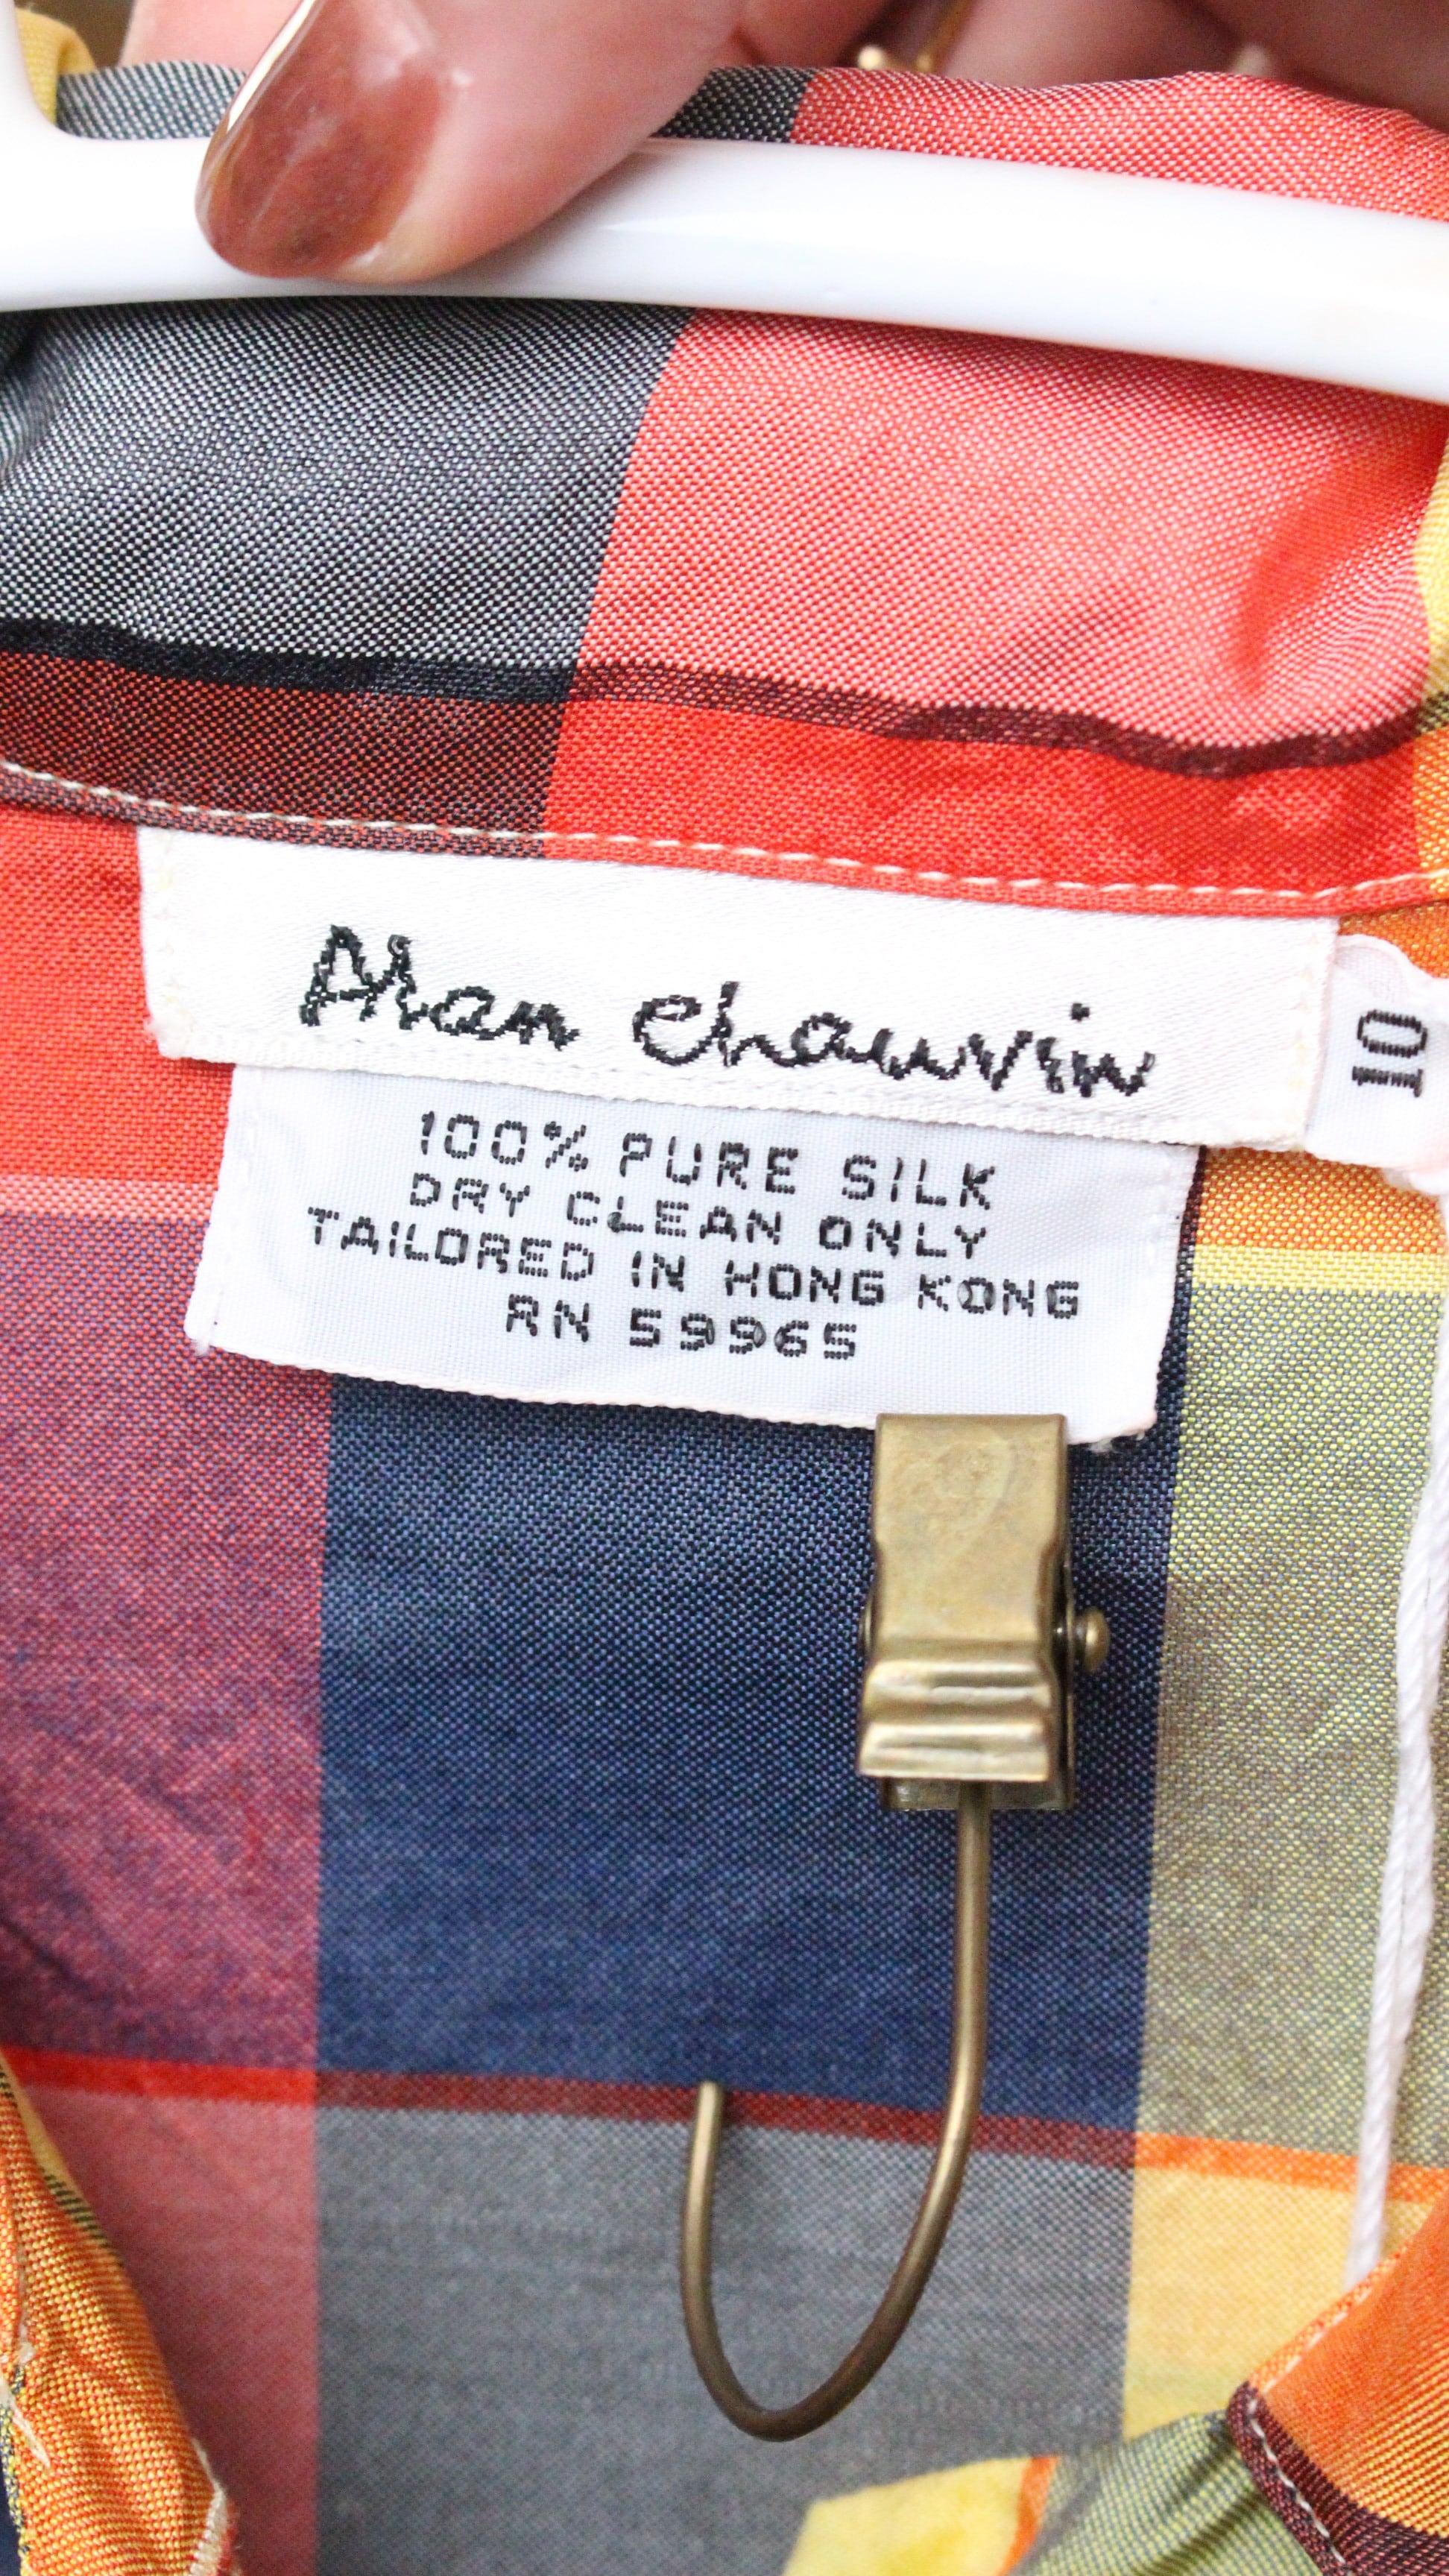 Alan Chauvin
10
100% PURE SILK
DRY CLEAN ONLY
TAILORED IN HONG KONG
RN 59965